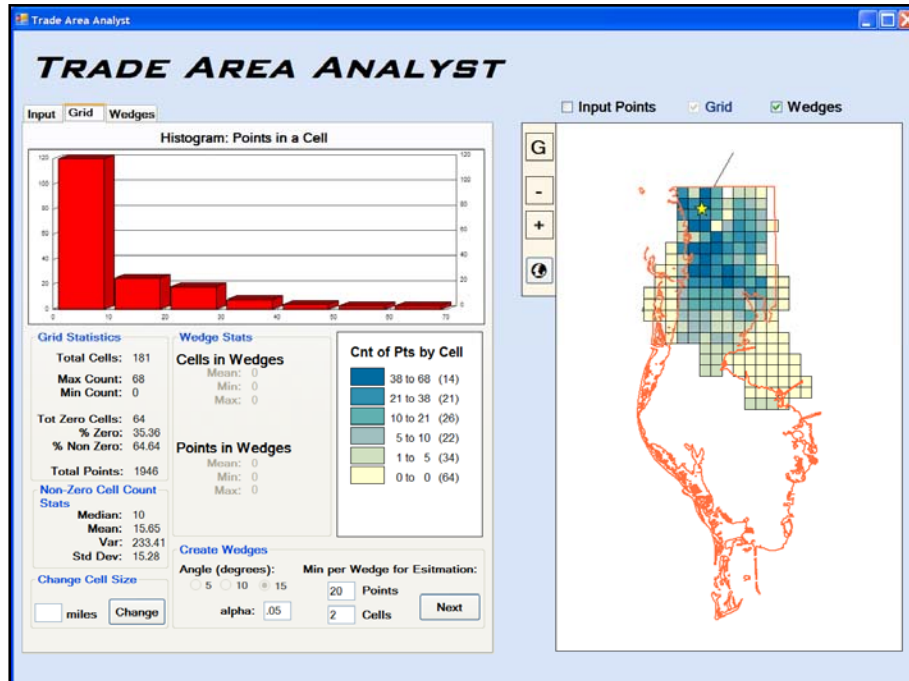 Trade Area Analyst
TRADE AREA ANALYST
Input Grid Wedges
Histogram: Points in a Cell
120
100
80
60
40
20
0
0 10 20 30 40 50 60 70
120
100
80
60
40
20
0
Grid Statistics
Total Cells: 181
Max Count: 68
Min Count: 0
Tot Zero Cells: 64
% Zero: 35.36
% Non Zero: 64.64
Total Points: 1946
Non-Zero Cell Count
Stats
Median: 10
Mean: 15.65
Var: 233.41
Std Dev: 15.28
Change Cell Size
miles Change
Wedge Stats
Cells in Wedges
Mean: 0
Min: 0
Max: 0
Points in Wedges
Mean: 0
Min: 0
Max: 0
Cnt of Pts by Cell
38 to 68 (14)
21 to 38 (21)
10 to 21 (26)
5 to 10 (22)
1 to 5 (34)
0 to 0 (64)
Create Wedges
Angle (degrees):
5 10 15
alpha: .05
Min per Wedge for Esitmation:
20 Points
2 Cells
Next
Input Points Grid Wedges
G
-
+